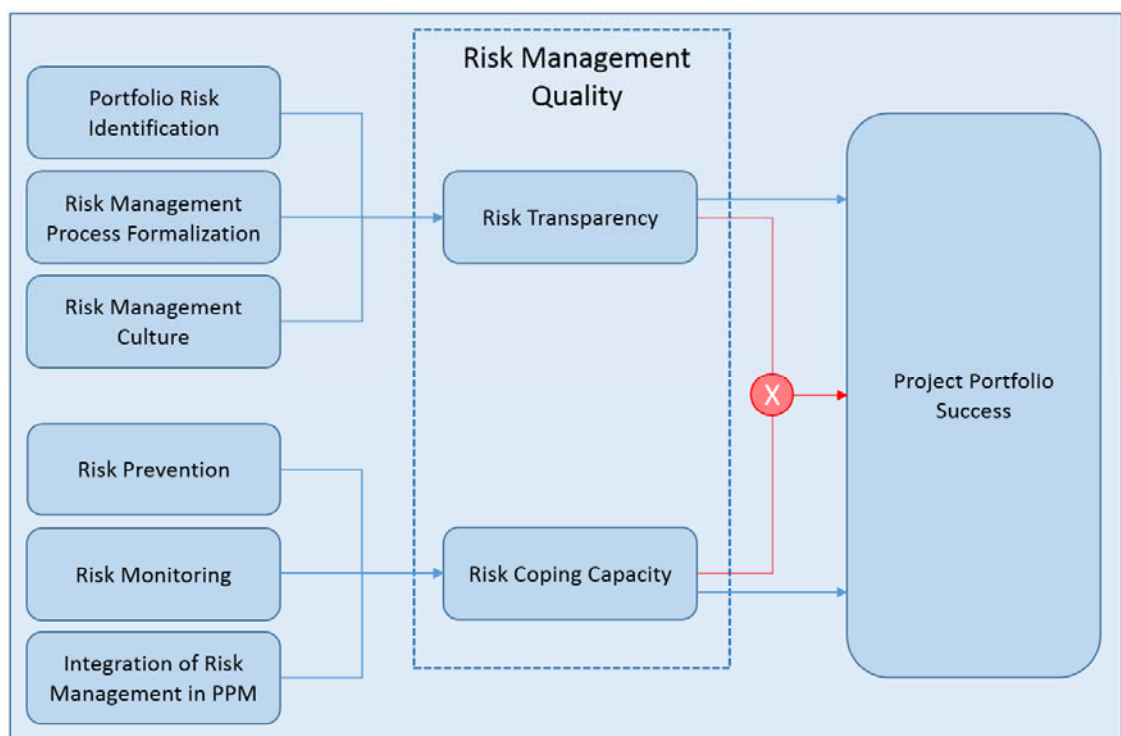 Risk Management
Quality
Portfolio Risk
Identification
Risk Management
Process Formalization
Risk Management
Culture
Risk Transparency
X
Project Portfolio
Success
Risk Prevention
Risk Monitoring
Integration of Risk
Management in PPM
Risk Coping Capacity